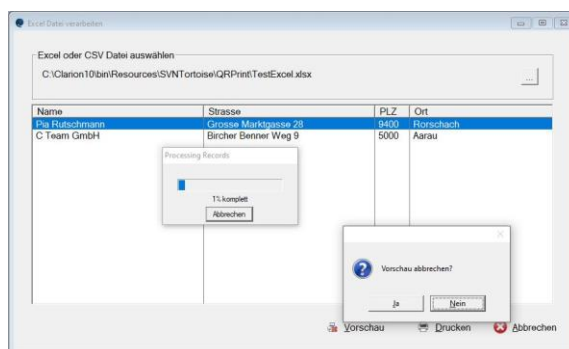 Excel Datei verarbeiten
Excel oder CSV Datei auswählen
C:\Clarion10\bin\Resources\SVNTortoise\QRPrint\TestExcel.xlsx
...
Name Strasse PLZ Ort
Pia Rutschmann Grosse Marktgasse 28 9400 Rorschach
C Team GmbH Bircher Benner Weg 9 5000 Aarau
Processing Records
1% komplett
Abbrechen
Vorschau abbrechen?
Ja Nein
Vorschau Drucken Abbrechen